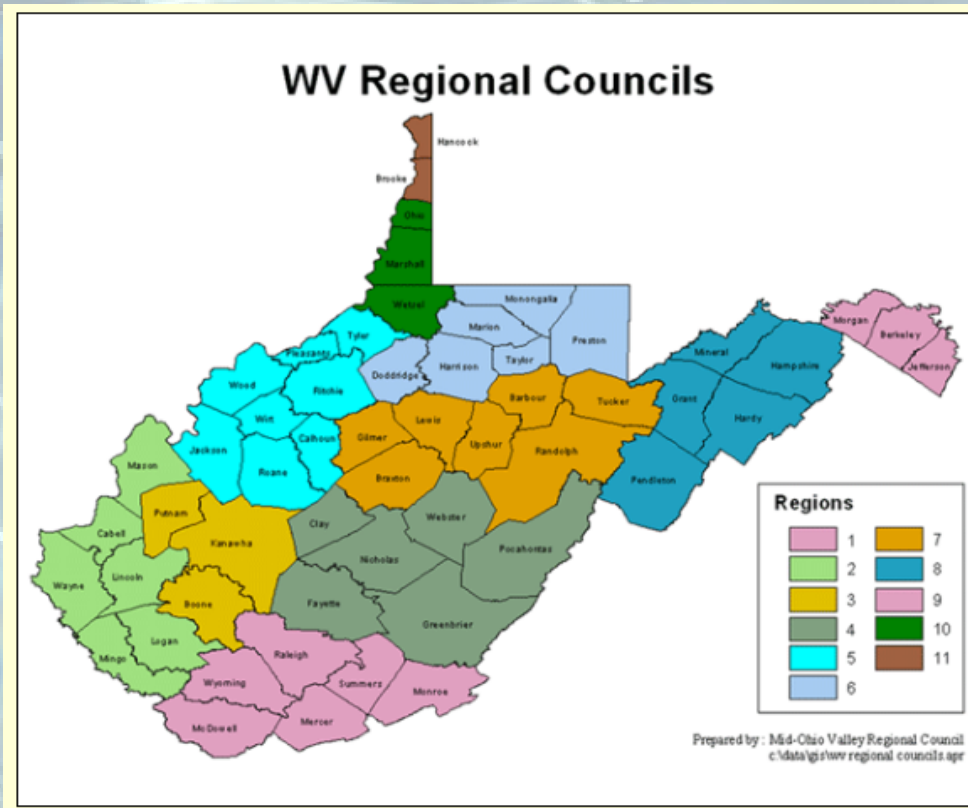 WV Regional Councils
Hancock
Brooke
Ohio
Marshall
Wetzel
Monongalia
Marion
Preston
Tyler
Pleasants
Doddridge
Harrison
Taylor
Morgan
Berkeley
Jefferson
Mineral
Hampshire
Wood
Ritchie
Wirt
Barbour
Tucker
Grant
Hardy
Lewis
Gilmer
Upshur
Randolph
Calhoun
Jackson
Roane
Braxton
Pendleton
Mason
Putnam
Webster
Clay
Cabell
Kanawha
Pocahontas
Nicholas
Wayne
Lincoln
Boone
Fayette
Greenbrier
Logan
Mingo
Raleigh
Wyoming
Summers
Monroe
McDowell
Mercer
Regions
1 7
2 8
3 9
4 10
5 11
6
Prepared by : Mid-Ohio Valley Regional Council
c:\data\gis\wv regional councils.apr